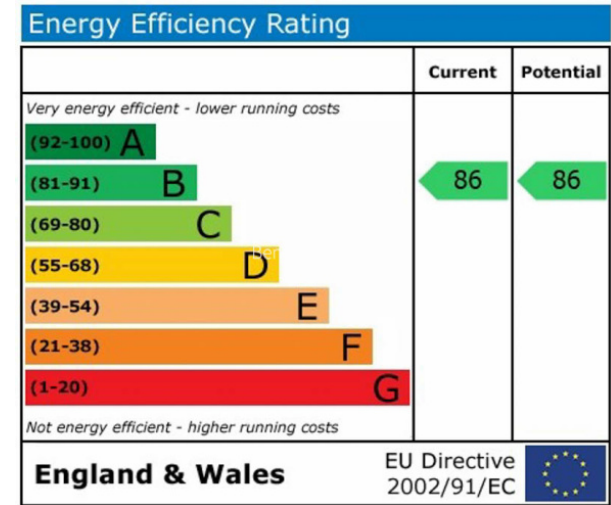 Energy Efficiency Rating
Current Potential
Very energy efficient - lower running costs
(92-100) A
(81-91) B 86 86
(69-80) C
(55-68) D
(39-54) E
(21-38) F
(1-20) G
Not energy efficient - higher running costs
England & Wales
EU Directive
2002/91/EC